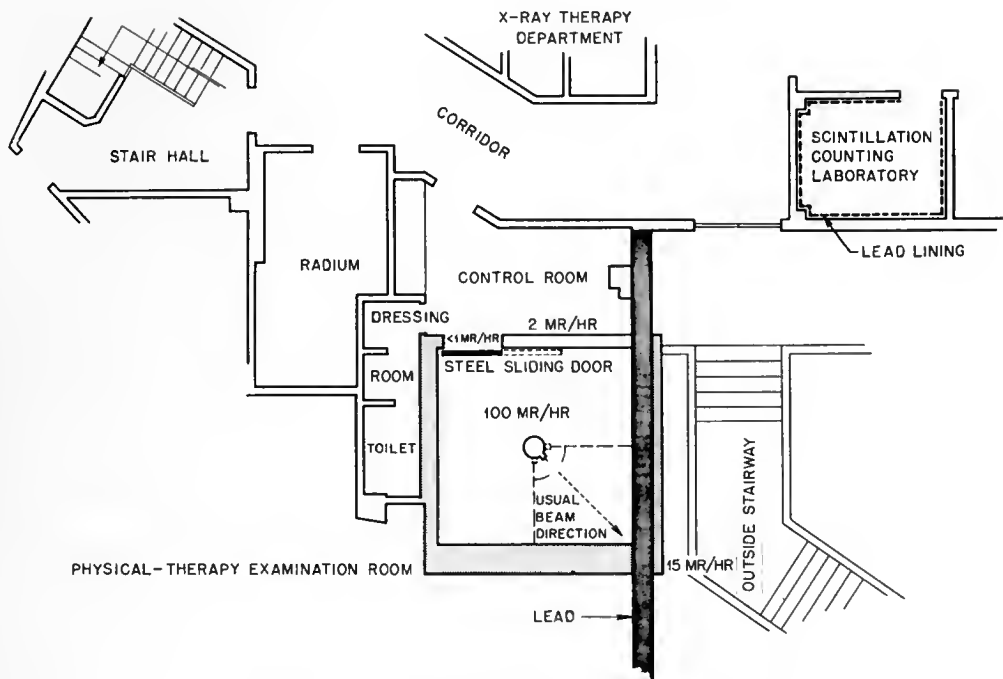 X-RAY THERAPY
DEPARTMENT
CORRIDOR
STAIR HALL
SCINTILLATION
COUNTING
LABORATORY
LEAD LINING
RADIUM
CONTROL ROOM
DRESSING
<1 MR/HR
2 MR/HR
ROOM
STEEL SLIDING DOOR
100 MR/HR
TOILET
USUAL
BEAM
DIRECTION
OUTSIDE STAIRWAY
PHYSICAL-THERAPY EXAMINATION ROOM
15 MR/HR
LEAD